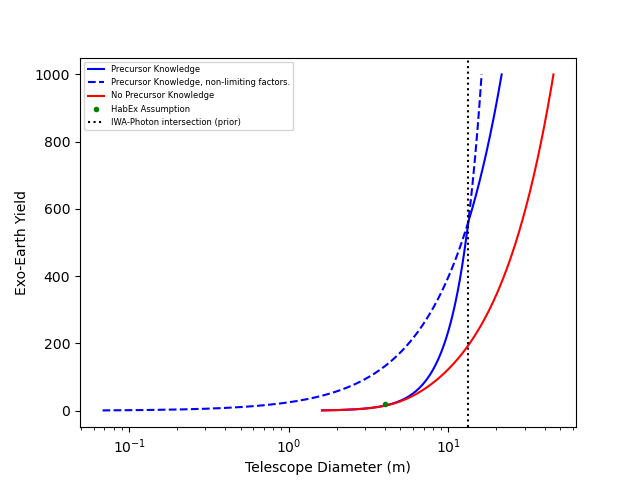 Precursor Knowledge
Precursor Knowledge, non-limiting factors.
No Precursor Knowledge
HabEx Assumption
IWA-Photon intersection (prior)
1000
800
600
400
200
0
Exo-Earth Yield
10⁻¹ 10⁰ 10¹
Telescope Diameter (m)